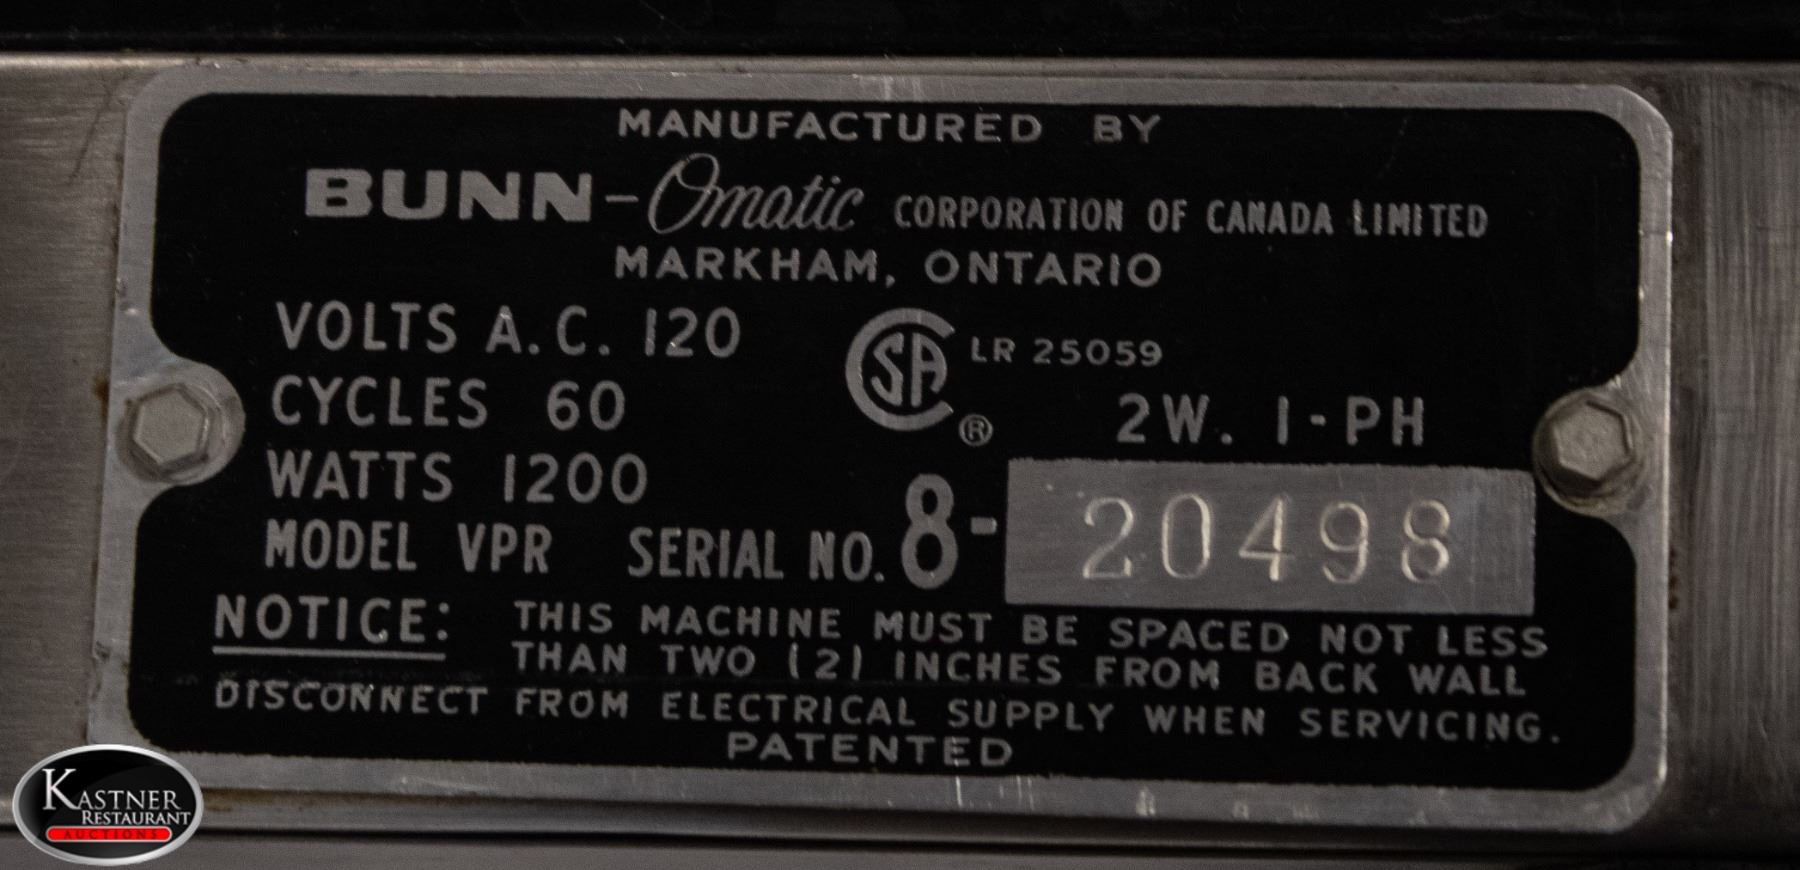 MANUFACTURED BY
BUNN-Omatic CORPORATION OF CANADA LIMITED
MARKHAM, ONTARIO
VOLTS A.C. 120
SA LR 25059
CYCLES 60
2W. 1-PH
®
WATTS 1200
MODEL VPR SERIAL NO. 8-20498
NOTICE: THIS MACHINE MUST BE SPACED NOT LESS
THAN TWO (2) INCHES FROM BACK WALL
DISCONNECT FROM ELECTRICAL SUPPLY WHEN SERVICING.
PATENTED
KASTNER
RESTAURANT
AUCTIONS